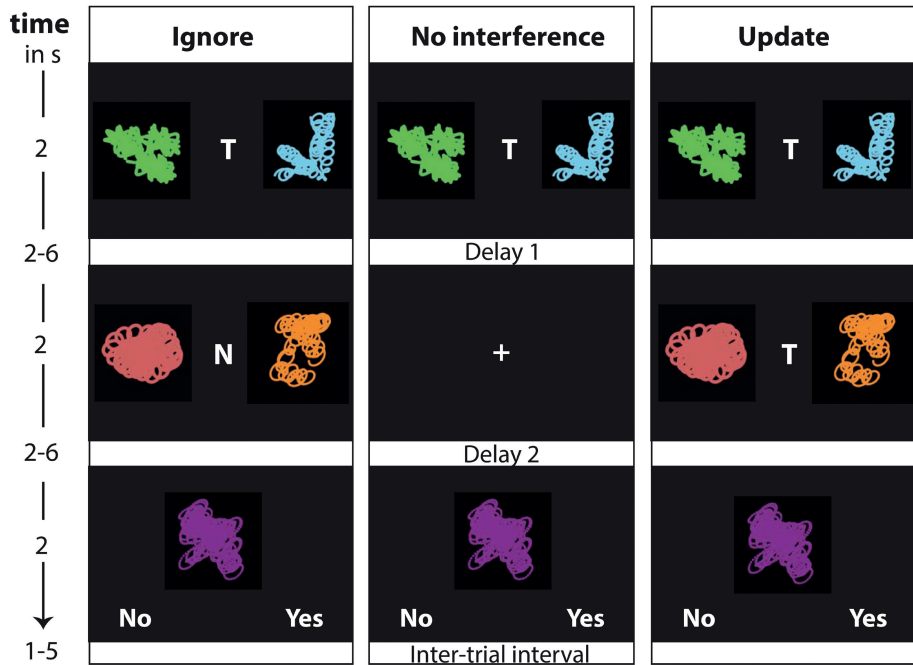 time
in s
Ignore
No interference
Update
2
T
T
T
2-6
Delay 1
2
N
+
T
2-6
Delay 2
2
No Yes
No Yes
No Yes
1-5
Inter-trial interval